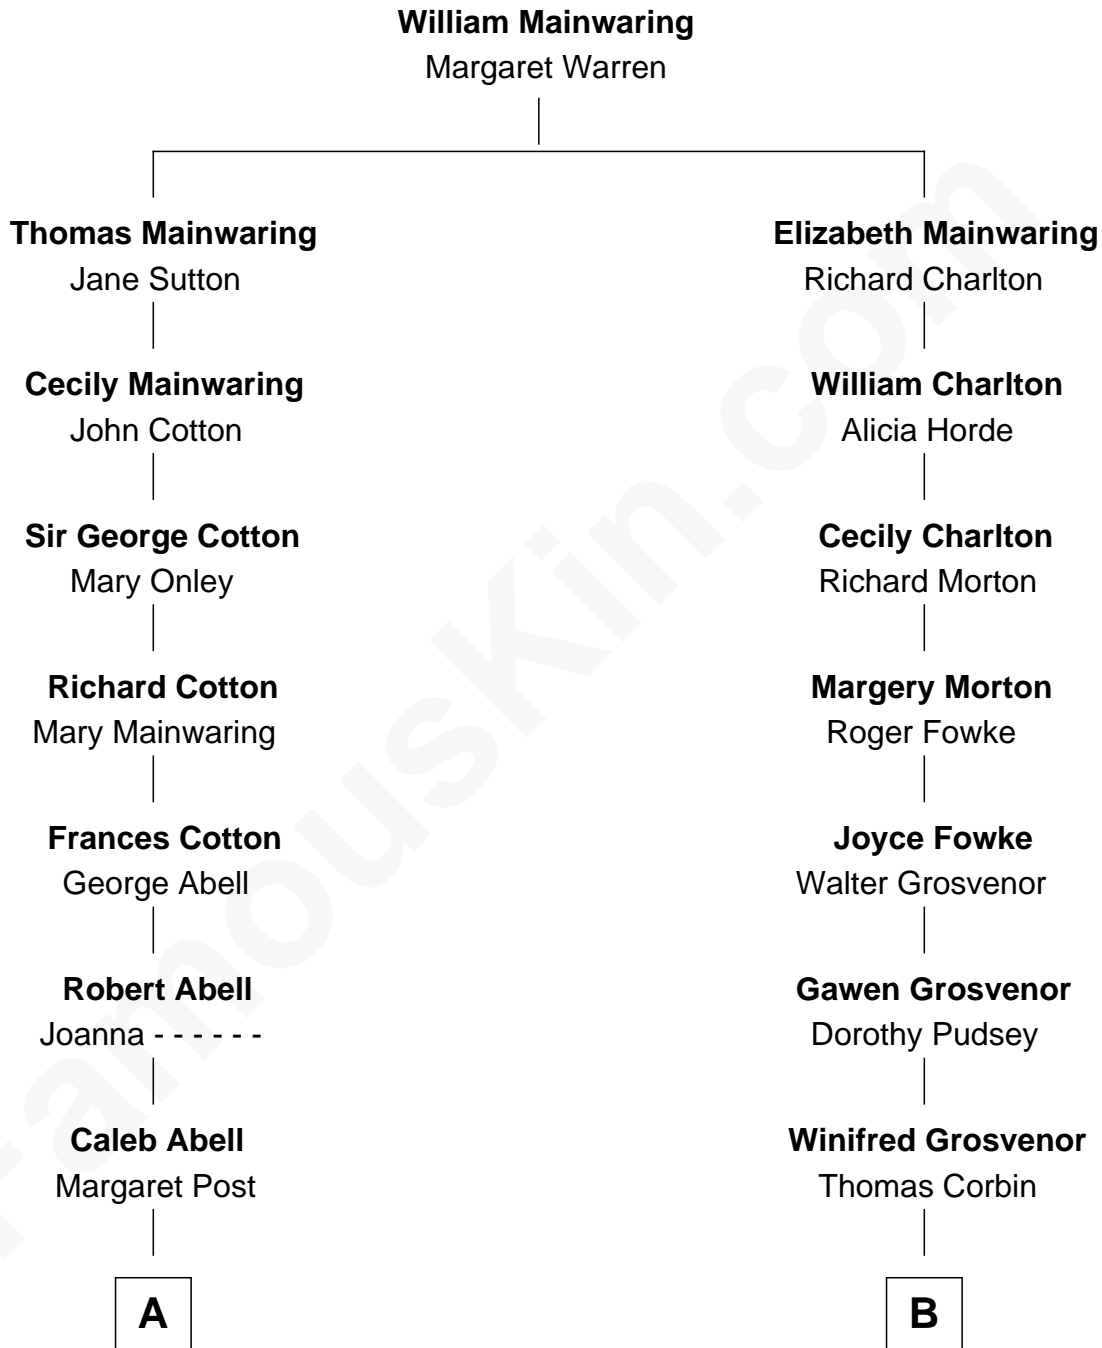 William Mainwaring
Margaret Warren
Thomas Mainwaring
Jane Sutton
Elizabeth Mainwaring
Richard Charlton
Cecily Mainwaring
John Cotton
William Charlton
Alicia Horde
Sir George Cotton
Mary Onley
Cecily Charlton
Richard Morton
Richard Cotton
Mary Mainwaring
Margery Morton
Roger Fowke
Frances Cotton
George Abell
Joyce Fowke
Walter Grosvenor
Robert Abell
Joanna - - - - - -
Gawen Grosvenor
Dorothy Pudsey
Caleb Abell
Margaret Post
Winifred Grosvenor
Thomas Corbin
A
B
FamousKin.com